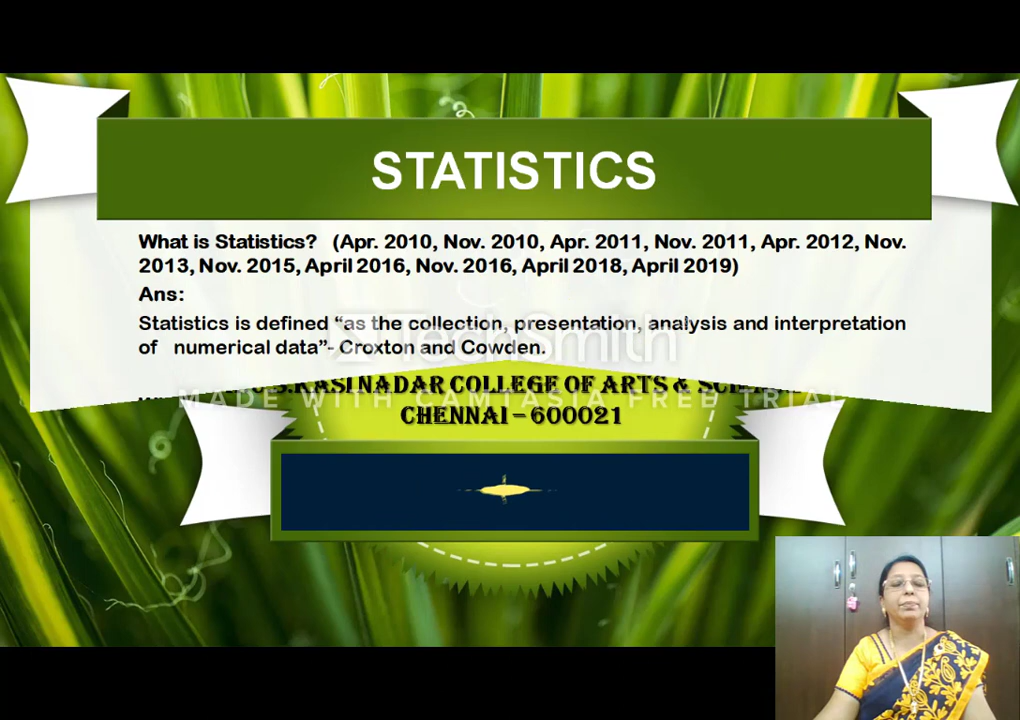 STATISTICS
What is Statistics? (Apr. 2010, Nov. 2010, Apr. 2011, Nov. 2011, Apr. 2012, Nov.
2013, Nov. 2015, April 2016, Nov. 2016, April 2018, April 2019)
Ans:
Statistics is defined “as the collection, presentation, analysis and interpretation
of numerical data”- Croxton and Cowden.
TechSmith
S.KASI NADAR COLLEGE OF ARTS &
MADE WITH CAMTASIA FREE TRIAL
CHENNAI – 600021